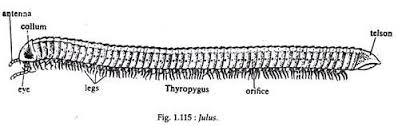 antenna
collum
telson
eye
legs
Thyropygus
orifice
Fig. 1.115 : Julus.